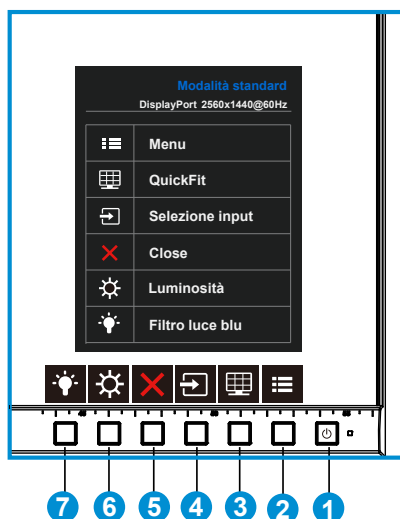 Modalità standard
DisplayPort 2560x1440@60Hz
Menu
QuickFit
Selezione input
Close
Luminosità
Filtro luce blu
7 6 5 4 3 2 1